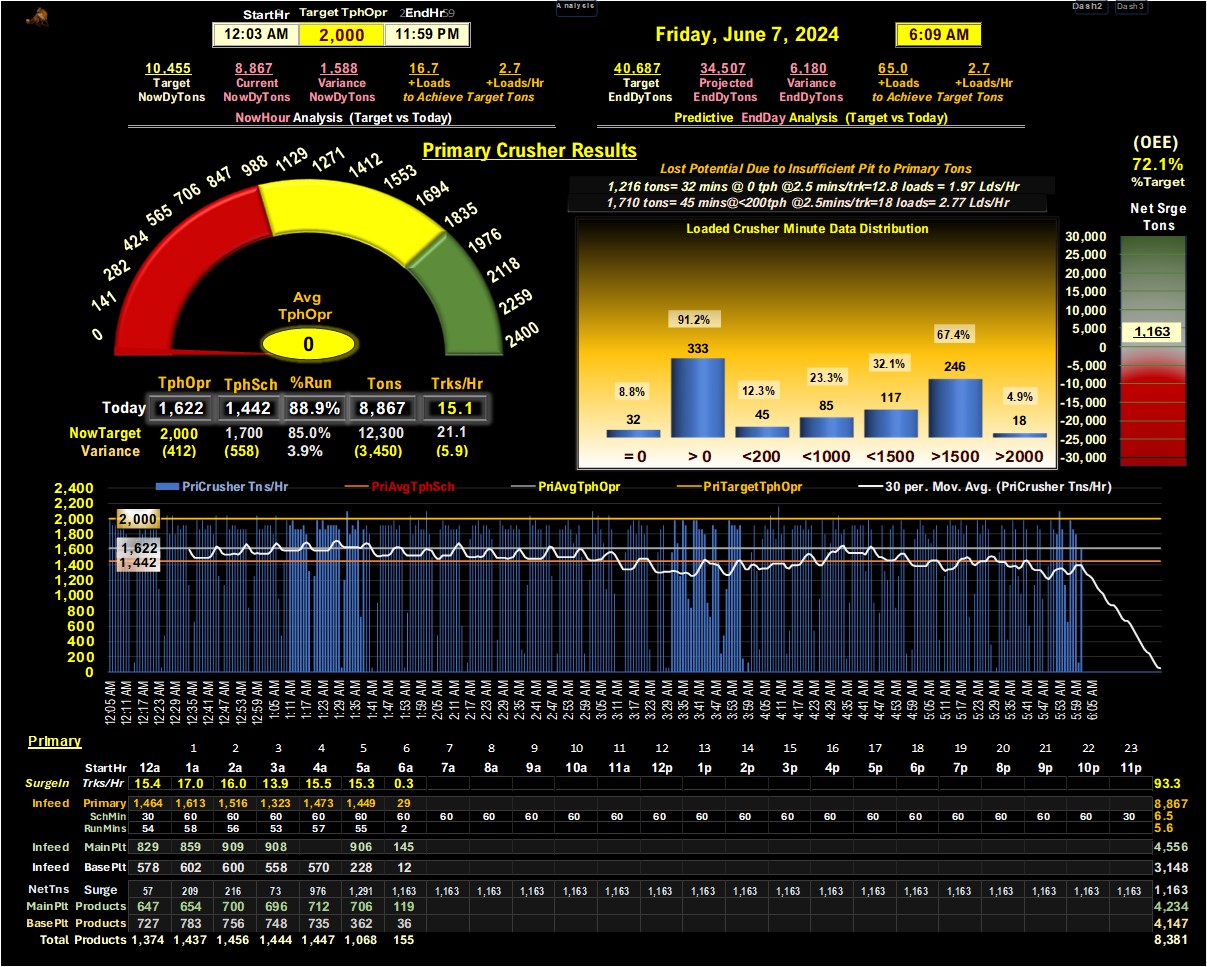 Analysis
Dash2 Dash3
StartHr Target TphOpr EndHr
12:03 AM 2,000 11:59 PM
Friday, June 7, 2024 6:09 AM
10,455 8,867 1,588 16.7 2.7
Target Current Variance +Loads +Loads/Hr
NowDyTons NowDyTons NowDyTons to Achieve Target Tons
NowHour Analysis (Target vs Today)
40,687 34,507 6,180 65.0 2.7
Target Projected Variance +Loads +Loads/Hr
EndDyTons EndDyTons EndDyTons to Achieve Target Tons
Predictive EndDay Analysis (Target vs Today)
Primary Crusher Results
0 141 282 424 565 706 847 988 1129 1271 1412 1553 1694 1835 1976 2118 2259 2400
Avg
TphOpr
0
TphOpr TphSch %Run Tons Trks/Hr
Today 1,622 1,442 88.9% 8,867 15.1
NowTarget 2,000 1,700 85.0% 12,300 21.1
Variance (412) (558) 3.9% (3,450) (5.9)
Lost Potential Due to Insufficient Pit to Primary Tons
1,216 tons= 32 mins @ 0 tph @2.5 mins/trk=12.8 loads = 1.97 Lds/Hr
1,710 tons= 45 mins@<200tph @2.5mins/trk=18 loads= 2.77 Lds/Hr
Loaded Crusher Minute Data Distribution
8.8% 91.2% 12.3% 23.3% 32.1% 67.4% 4.9%
32 333 45 85 117 246 18
=0 >0 <200 <1000 <1500 >1500 >2000
(OEE)
72.1%
%Target
Net Srge
Tons
30,000
25,000
20,000
15,000
10,000
5,000
0
-5,000
-10,000
-15,000
-20,000
-25,000
-30,000
1,163
PriCrusher Tns/Hr PriAvgTphSch PriAvgTphOpr PriTargetTphOpr 30 per. Mov. Avg. (PriCrusher Tns/Hr)
2,400
2,200
2,000
1,800
1,600
1,400
1,200
1,000
800
600
400
200
0
2,000
1,622
1,442
12:05 AM 12:11 AM 12:17 AM 12:23 AM 12:35 AM 12:41 AM 12:47 AM 12:53 AM 12:59 AM 1:11 AM 1:17 AM 1:23 AM 1:29 AM 1:35 AM 1:41 AM 1:47 AM 1:53 AM 1:59 AM 2:05 AM 2:11 AM 2:17 AM 2:23 AM 2:29 AM 2:35 AM 2:41 AM 2:47 AM 2:53 AM 2:59 AM 3:05 AM 3:11 AM 3:17 AM 3:23 AM 3:29 AM 3:35 AM 3:41 AM 3:47 AM 3:53 AM 3:59 AM 4:05 AM 4:11 AM 4:17 AM 4:23 AM 4:29 AM 4:35 AM 4:41 AM 4:47 AM 4:53 AM 4:59 AM 5:05 AM 5:11 AM 5:17 AM 5:23 AM 5:29 AM 5:35 AM 5:41 AM 5:47 AM 5:53 AM 5:59 AM 6:05 AM
Primary
1 2 3 4 5 6 7 8 9 10 11 12 13 14 15 16 17 18 19 20 21 22 23
StartHr 12a 1a 2a 3a 4a 5a 6a 7a 8a 9a 10a 11a 12p 1p 2p 3p 4p 5p 6p 7p 8p 9p 10p 11p
SurgeIn Trks/Hr 15.4 17.0 16.0 13.9 15.5 15.3 0.3 93.3
Infeed Primary 1,464 1,613 1,516 1,323 1,473 1,449 29 8,867
SchMin 30 60 60 60 60 60 60 60 60 60 60 60 60 60 60 60 60 60 60 60 60 60 60 30 6.5
RunMins 54 58 56 53 57 55 2 5.6
Infeed MainPlt 829 859 909 908 906 145 4,556
Infeed BasePlt 578 602 600 558 570 228 12 3,148
NetTns Surge 57 209 216 73 976 1,291 1,163 1,163 1,163 1,163 1,163 1,163 1,163 1,163 1,163 1,163 1,163 1,163 1,163 1,163 1,163 1,163 1,163 1,163 1,163
MainPlt Products 647 654 700 696 712 706 119 4,234
BasePlt Products 727 783 756 748 735 362 36 4,147
Total Products 1,374 1,437 1,456 1,444 1,447 1,068 155 8,381